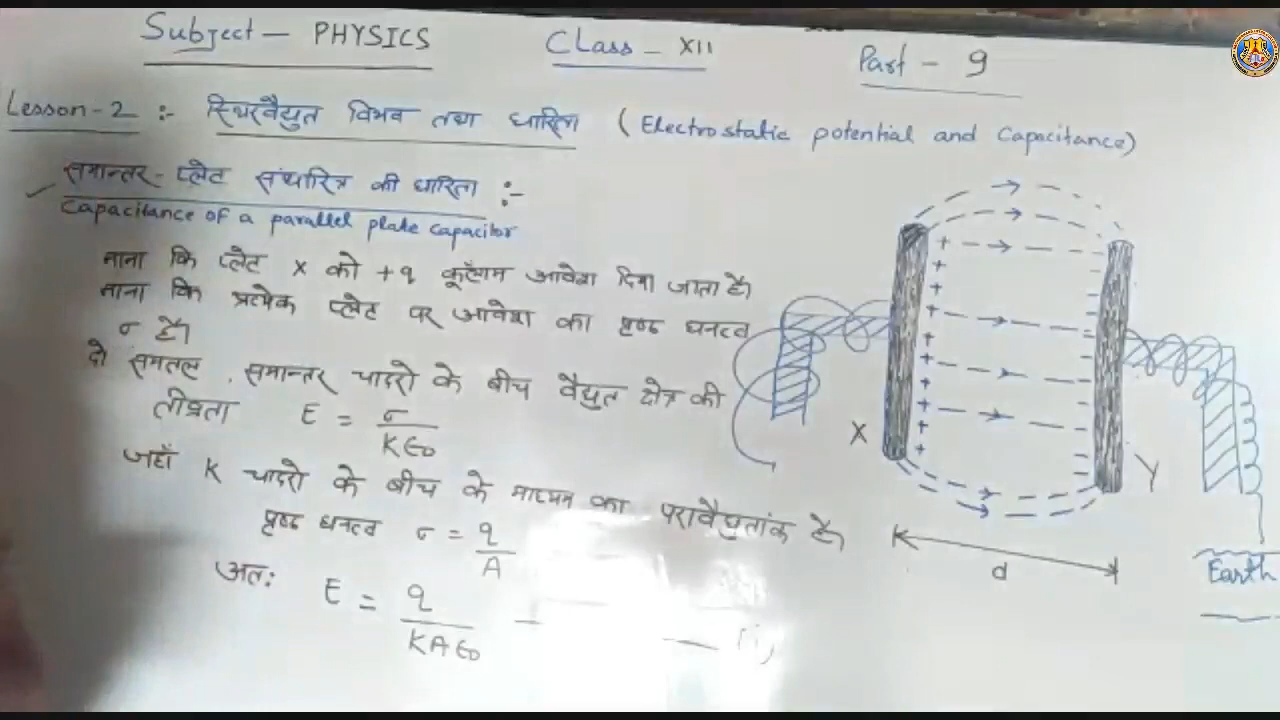 Subject - PHYSICS Class - XII Part - 9
Lesson-2 :- स्थिरवैद्युत विभव तथा धारिता (Electrostatic potential and Capacitance)
समान्तर-प्लेट संधारित्र की धारिता :-
Capacitance of a parallel plate capacitor
माना कि प्लेट X को +q कूलॉम आवेश दिया जाता है।
माना कि प्रत्येक प्लेट पर आवेश का पृष्ठ घनत्व
σ है।
दो समतल, समान्तर चादरो के बीच वैद्युत क्षेत्र की
तीव्रता E = σ / Kε₀
जहाँ K चादरो के बीच के माध्यम का परावैद्युतांक है।
पृष्ठ घनत्व σ = q / A
अतः E = q / KAε₀ — — (i)
X
Y
d
Earth